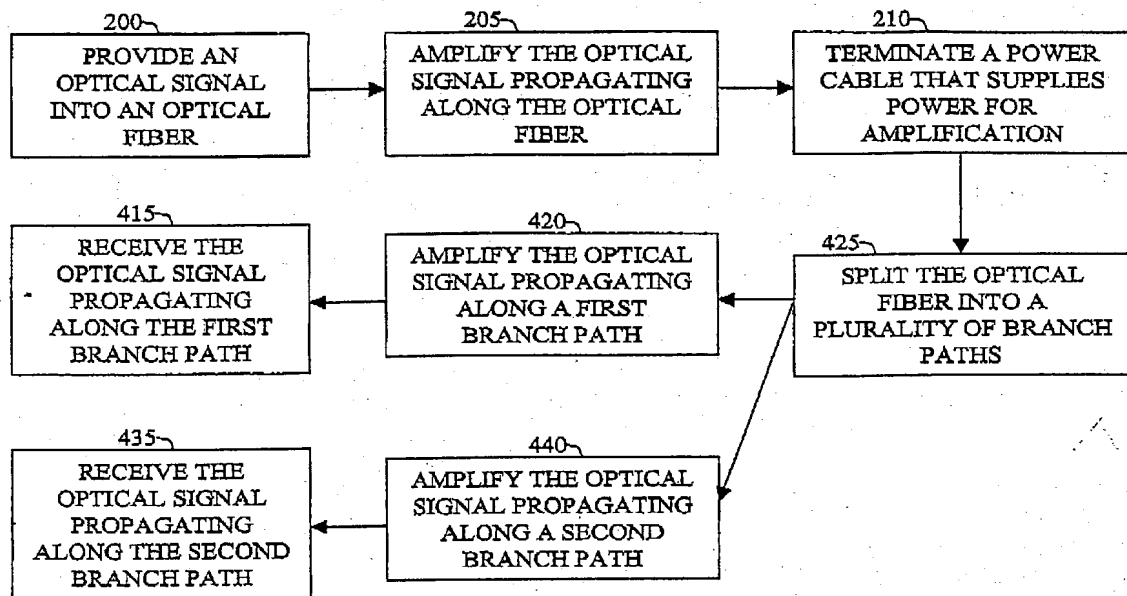 200
PROVIDE AN
OPTICAL SIGNAL
INTO AN OPTICAL
FIBER
205
AMPLIFY THE OPTICAL
SIGNAL PROPAGATING
ALONG THE OPTICAL
FIBER
210
TERMINATE A POWER
CABLE THAT SUPPLIES
POWER FOR
AMPLIFICATION
415
RECEIVE THE
OPTICAL SIGNAL
PROPAGATING
ALONG THE FIRST
BRANCH PATH
420
AMPLIFY THE OPTICAL
SIGNAL PROPAGATING
ALONG A FIRST
BRANCH PATH
425
SPLIT THE OPTICAL
FIBER INTO A
PLURALITY OF BRANCH
PATHS
435
RECEIVE THE
OPTICAL SIGNAL
PROPAGATING
ALONG THE SECOND
BRANCH PATH
440
AMPLIFY THE OPTICAL
SIGNAL PROPAGATING
ALONG A SECOND
BRANCH PATH